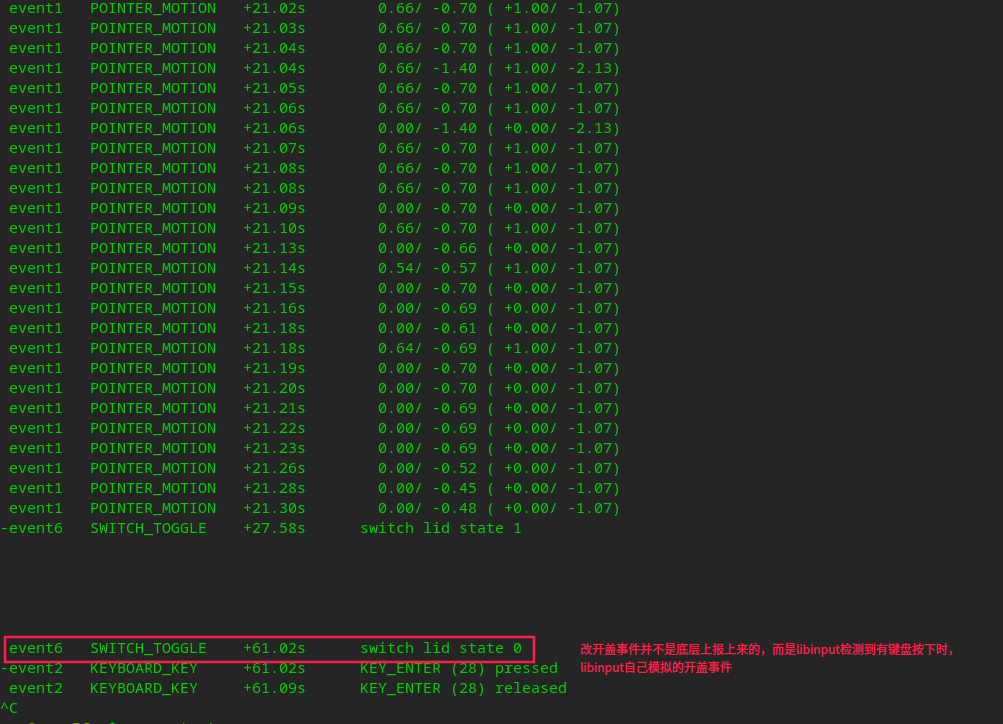 event1   POINTER_MOTION   +21.02s	  0.66/ -0.70 ( +1.00/ -1.07)
event1   POINTER_MOTION   +21.03s	  0.66/ -0.70 ( +1.00/ -1.07)
event1   POINTER_MOTION   +21.04s	  0.66/ -0.70 ( +1.00/ -1.07)
event1   POINTER_MOTION   +21.04s	  0.66/ -1.40 ( +1.00/ -2.13)
event1   POINTER_MOTION   +21.05s	  0.66/ -0.70 ( +1.00/ -1.07)
event1   POINTER_MOTION   +21.06s	  0.66/ -0.70 ( +1.00/ -1.07)
event1   POINTER_MOTION   +21.06s	  0.00/ -1.40 ( +0.00/ -2.13)
event1   POINTER_MOTION   +21.07s	  0.66/ -0.70 ( +1.00/ -1.07)
event1   POINTER_MOTION   +21.08s	  0.66/ -0.70 ( +1.00/ -1.07)
event1   POINTER_MOTION   +21.08s	  0.66/ -0.70 ( +1.00/ -1.07)
event1   POINTER_MOTION   +21.09s	  0.00/ -0.70 ( +0.00/ -1.07)
event1   POINTER_MOTION   +21.10s	  0.66/ -0.70 ( +1.00/ -1.07)
event1   POINTER_MOTION   +21.13s	  0.00/ -0.66 ( +0.00/ -1.07)
event1   POINTER_MOTION   +21.14s	  0.54/ -0.57 ( +1.00/ -1.07)
event1   POINTER_MOTION   +21.15s	  0.00/ -0.70 ( +0.00/ -1.07)
event1   POINTER_MOTION   +21.16s	  0.00/ -0.69 ( +0.00/ -1.07)
event1   POINTER_MOTION   +21.18s	  0.00/ -0.61 ( +0.00/ -1.07)
event1   POINTER_MOTION   +21.18s	  0.64/ -0.69 ( +1.00/ -1.07)
event1   POINTER_MOTION   +21.19s	  0.00/ -0.70 ( +0.00/ -1.07)
event1   POINTER_MOTION   +21.20s	  0.00/ -0.70 ( +0.00/ -1.07)
event1   POINTER_MOTION   +21.21s	  0.00/ -0.69 ( +0.00/ -1.07)
event1   POINTER_MOTION   +21.22s	  0.00/ -0.69 ( +0.00/ -1.07)
event1   POINTER_MOTION   +21.23s	  0.00/ -0.69 ( +0.00/ -1.07)
event1   POINTER_MOTION   +21.26s	  0.00/ -0.52 ( +0.00/ -1.07)
event1   POINTER_MOTION   +21.28s	  0.00/ -0.45 ( +0.00/ -1.07)
event1   POINTER_MOTION   +21.30s	  0.00/ -0.48 ( +0.00/ -1.07)
-event6   SWITCH_TOGGLE    +27.58s	switch lid state 1
event6   SWITCH_TOGGLE    +61.02s	switch lid state 0
改开盖事件并不是底层上报上来的，而是libinput检测到有键盘按下时，
libinput自己模拟的开盖事件
-event2   KEYBOARD_KEY     +61.02s	KEY_ENTER (28) pressed
event2   KEYBOARD_KEY     +61.09s	KEY_ENTER (28) released
^C